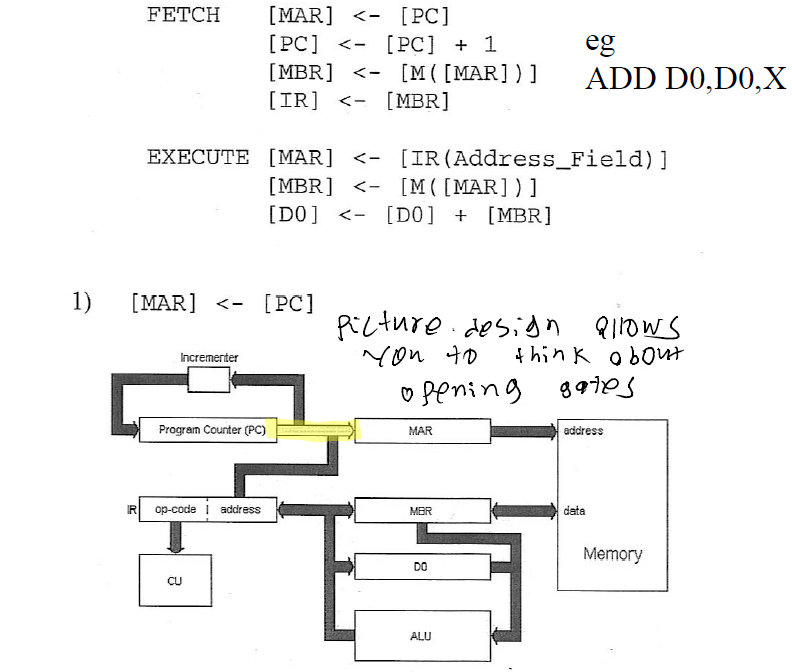 FETCH [MAR] <- [PC]
[PC] <- [PC] + 1
[MBR] <- [M([MAR])]
[IR] <- [MBR]
eg
ADD D0,D0,X
EXECUTE [MAR] <- [IR(Address_Field)]
[MBR] <- [M([MAR])]
[D0] <- [D0] + [MBR]
1) [MAR] <- [PC]
picture design allows
you to think about
opening gates
Incrementer
Program Counter (PC)
MAR
address
IR
op-code
address
MBR
data
Memory
CU
D0
ALU